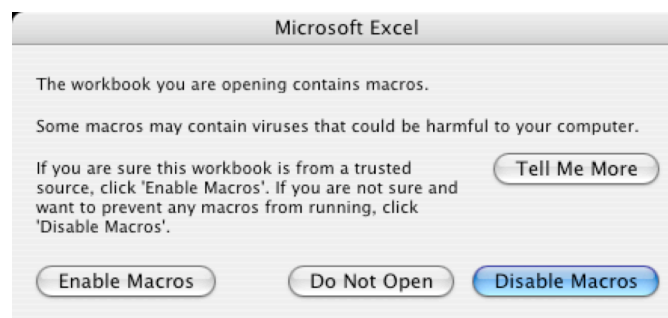 Microsoft Excel
The workbook you are opening contains macros.
Some macros may contain viruses that could be harmful to your computer.
If you are sure this workbook is from a trusted
source, click 'Enable Macros'. If you are not sure and
want to prevent any macros from running, click
'Disable Macros'.
Tell Me More
Enable Macros
Do Not Open
Disable Macros